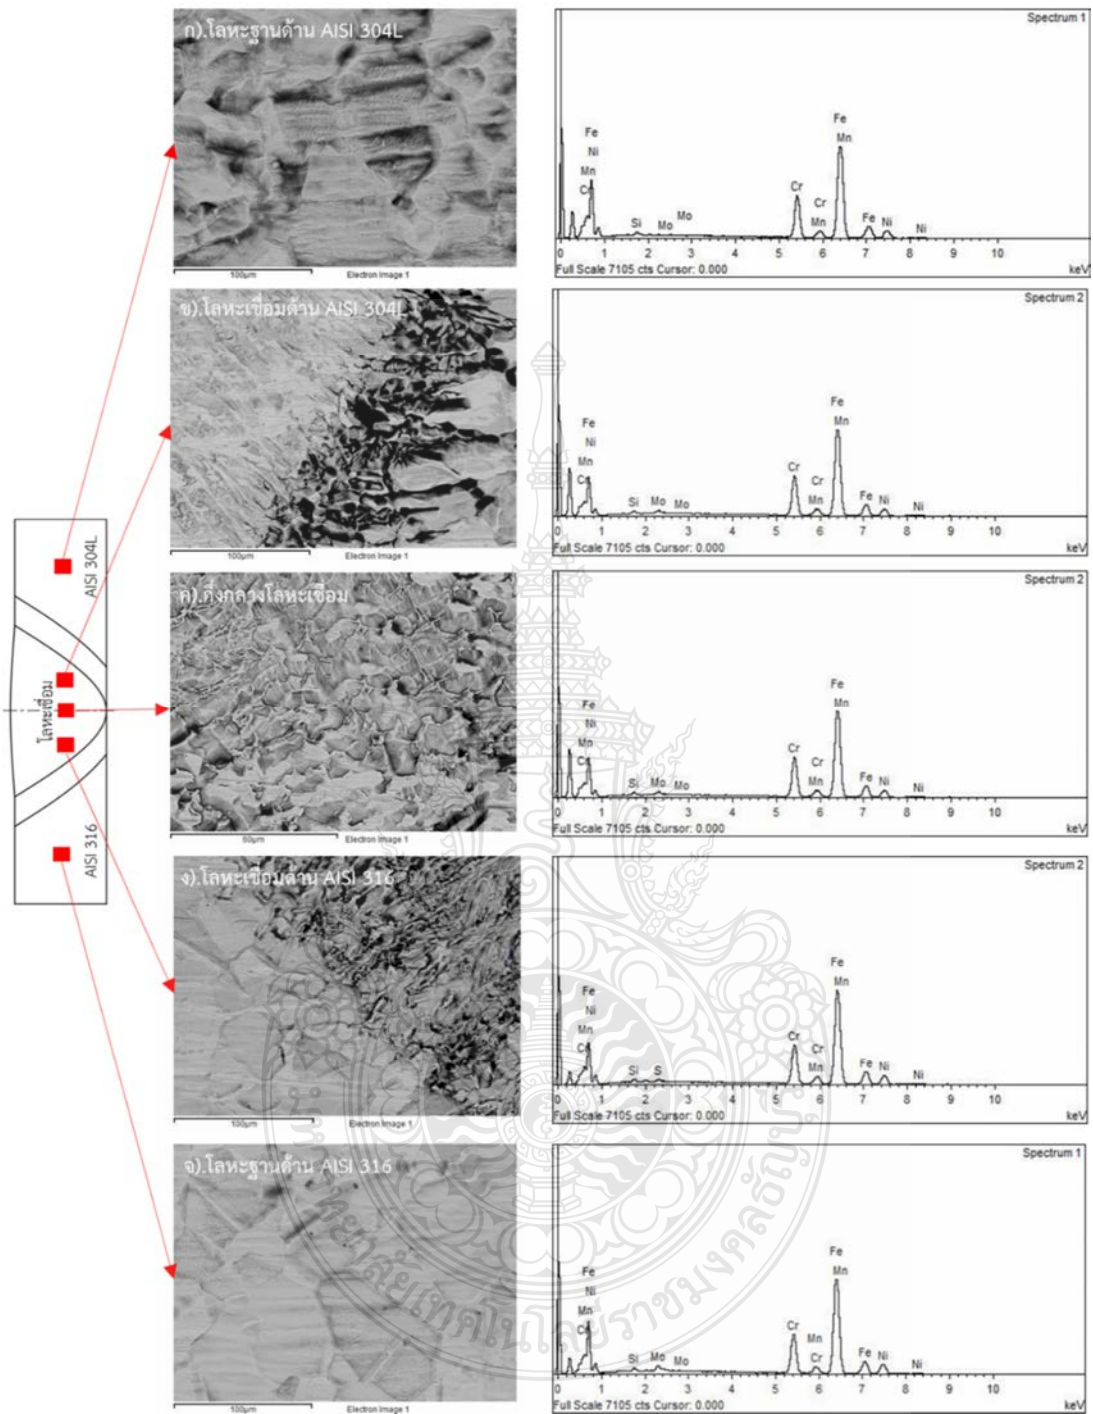 ก).โลหะฐานด้าน AISI 304L
100µm
Electron Image 1
Spectrum 1
Fe
Ni
Mn
Cr
Si
Mo
Mo
Cr
Cr
Mn
Fe
Mn
Fe
Ni
Ni
0 1 2 3 4 5 6 7 8 9 10
Full Scale 7105 cts Cursor: 0.000
keV
ข).โลหะเชื่อมด้าน AISI 304L
100µm
Electron Image 1
Spectrum 2
Fe
Ni
Mn
Cr
Si
Mo
Mo
Cr
Cr
Mn
Fe
Mn
Fe
Ni
Ni
0 1 2 3 4 5 6 7 8 9 10
Full Scale 7105 cts Cursor: 0.000
keV
AISI 304L
โลหะเชื่อม
AISI 316
ค).กึ่งกลางโลหะเชื่อม
60µm
Electron Image 1
Spectrum 2
Fe
Ni
Mn
Cr
Si
Mo
Mo
Cr
Cr
Mn
Fe
Mn
Fe
Ni
Ni
0 1 2 3 4 5 6 7 8 9 10
Full Scale 7105 cts Cursor: 0.000
keV
ง).โลหะเชื่อมด้าน AISI 316
100µm
Electron Image 1
Spectrum 2
Fe
Ni
Mn
Cr
Si
S
Cr
Cr
Mn
Fe
Mn
Fe
Ni
Ni
0 1 2 3 4 5 6 7 8 9 10
Full Scale 7105 cts Cursor: 0.000
keV
จ).โลหะฐานด้าน AISI 316
100µm
Electron Image 1
Spectrum 1
Fe
Ni
Mn
Cr
Si
Mo
Mo
Cr
Mn
Cr
Fe
Mn
Fe
Ni
Ni
0 1 2 3 4 5 6 7 8 9 10
Full Scale 7105 cts Cursor: 0.000
keV